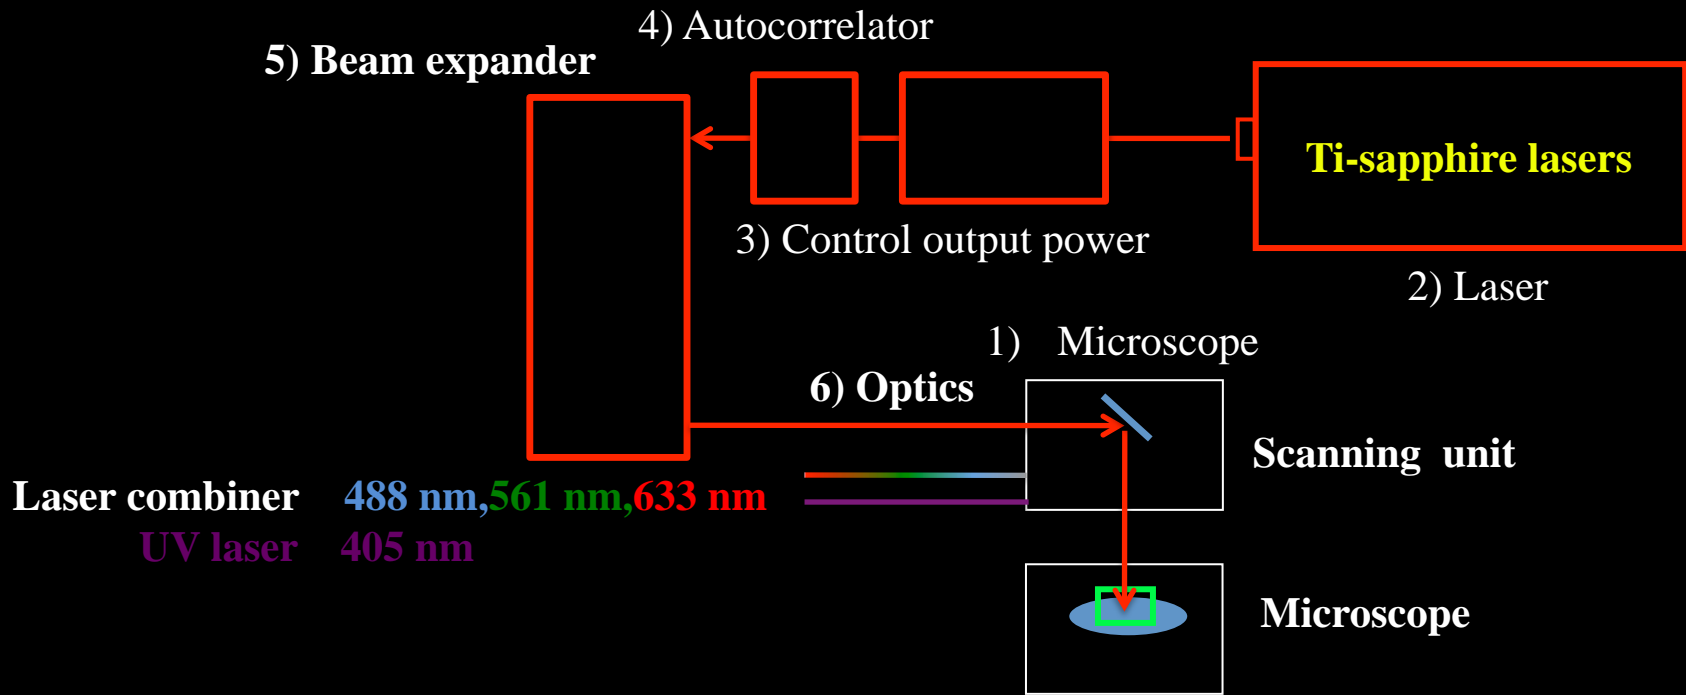 4) Autocorrelator
5) Beam expander
Ti-sapphire lasers
3) Control output power
2) Laser
1) Microscope
6) Optics
Scanning unit
Laser combiner 488 nm,561 nm,633 nm
UV laser 405 nm
Microscope